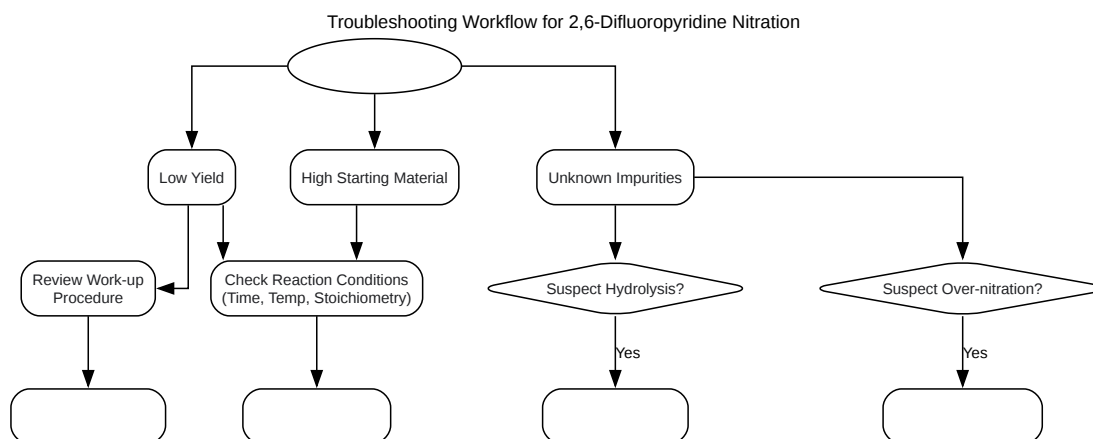 Troubleshooting Workflow for 2,6-Difluoropyridine Nitration
Low Yield
High Starting Material
Unknown Impurities
Review Work-up
Procedure
Check Reaction Conditions
(Time, Temp, Stoichiometry)
Suspect Hydrolysis?
Suspect Over-nitration?
Yes
Yes